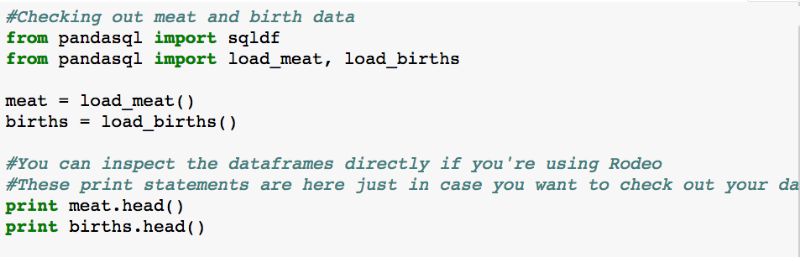 #Checking out meat and birth data
from pandasql import sqldf
from pandasql import load_meat, load_births
meat = load_meat()
births = load_births()
#You can inspect the dataframes directly if you're using Rodeo
#These print statements are here just in case you want to check out your da
print meat.head()
print births.head()